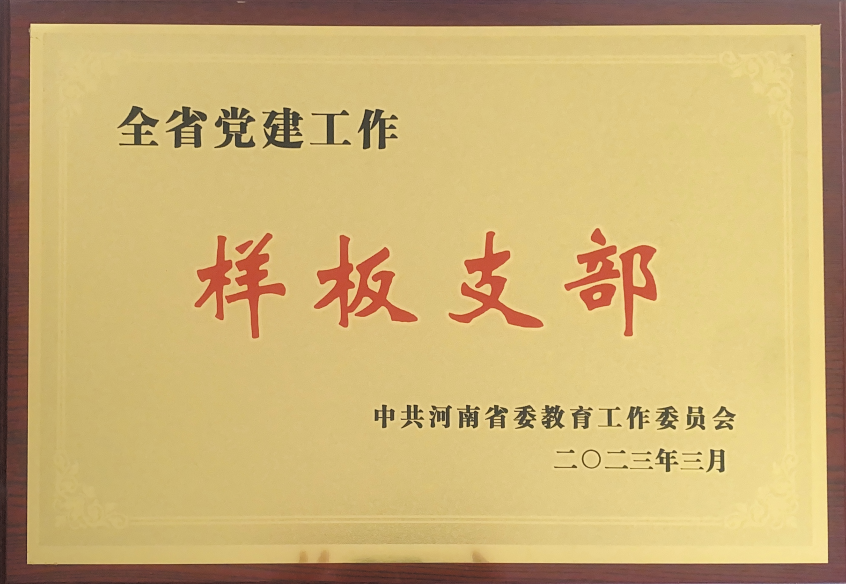 全省党建工作
样板支部
中共河南省委教育工作委员会
二〇二三年三月